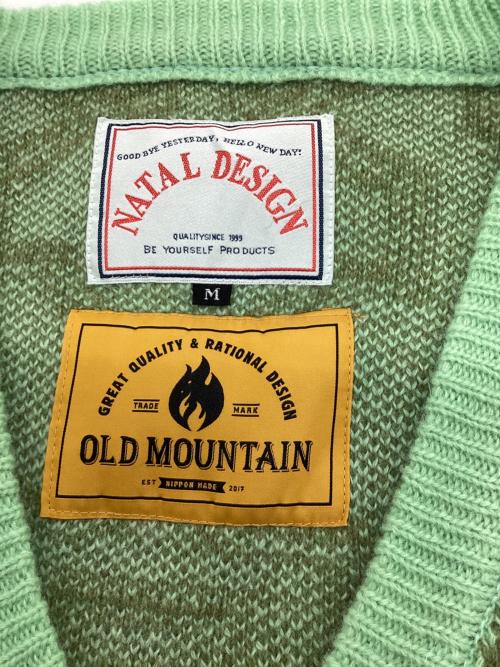 GOOD BYE YESTERDAY, HELLO NEW DAY!
NATAL DESIGN
QUALITYSINCE 1999
BE YOURSELF PRODUCTS
M
GREAT QUALITY & RATIONAL DESIGN
TRADE MARK
OLD MOUNTAIN
EST NIPPON MADE 2017